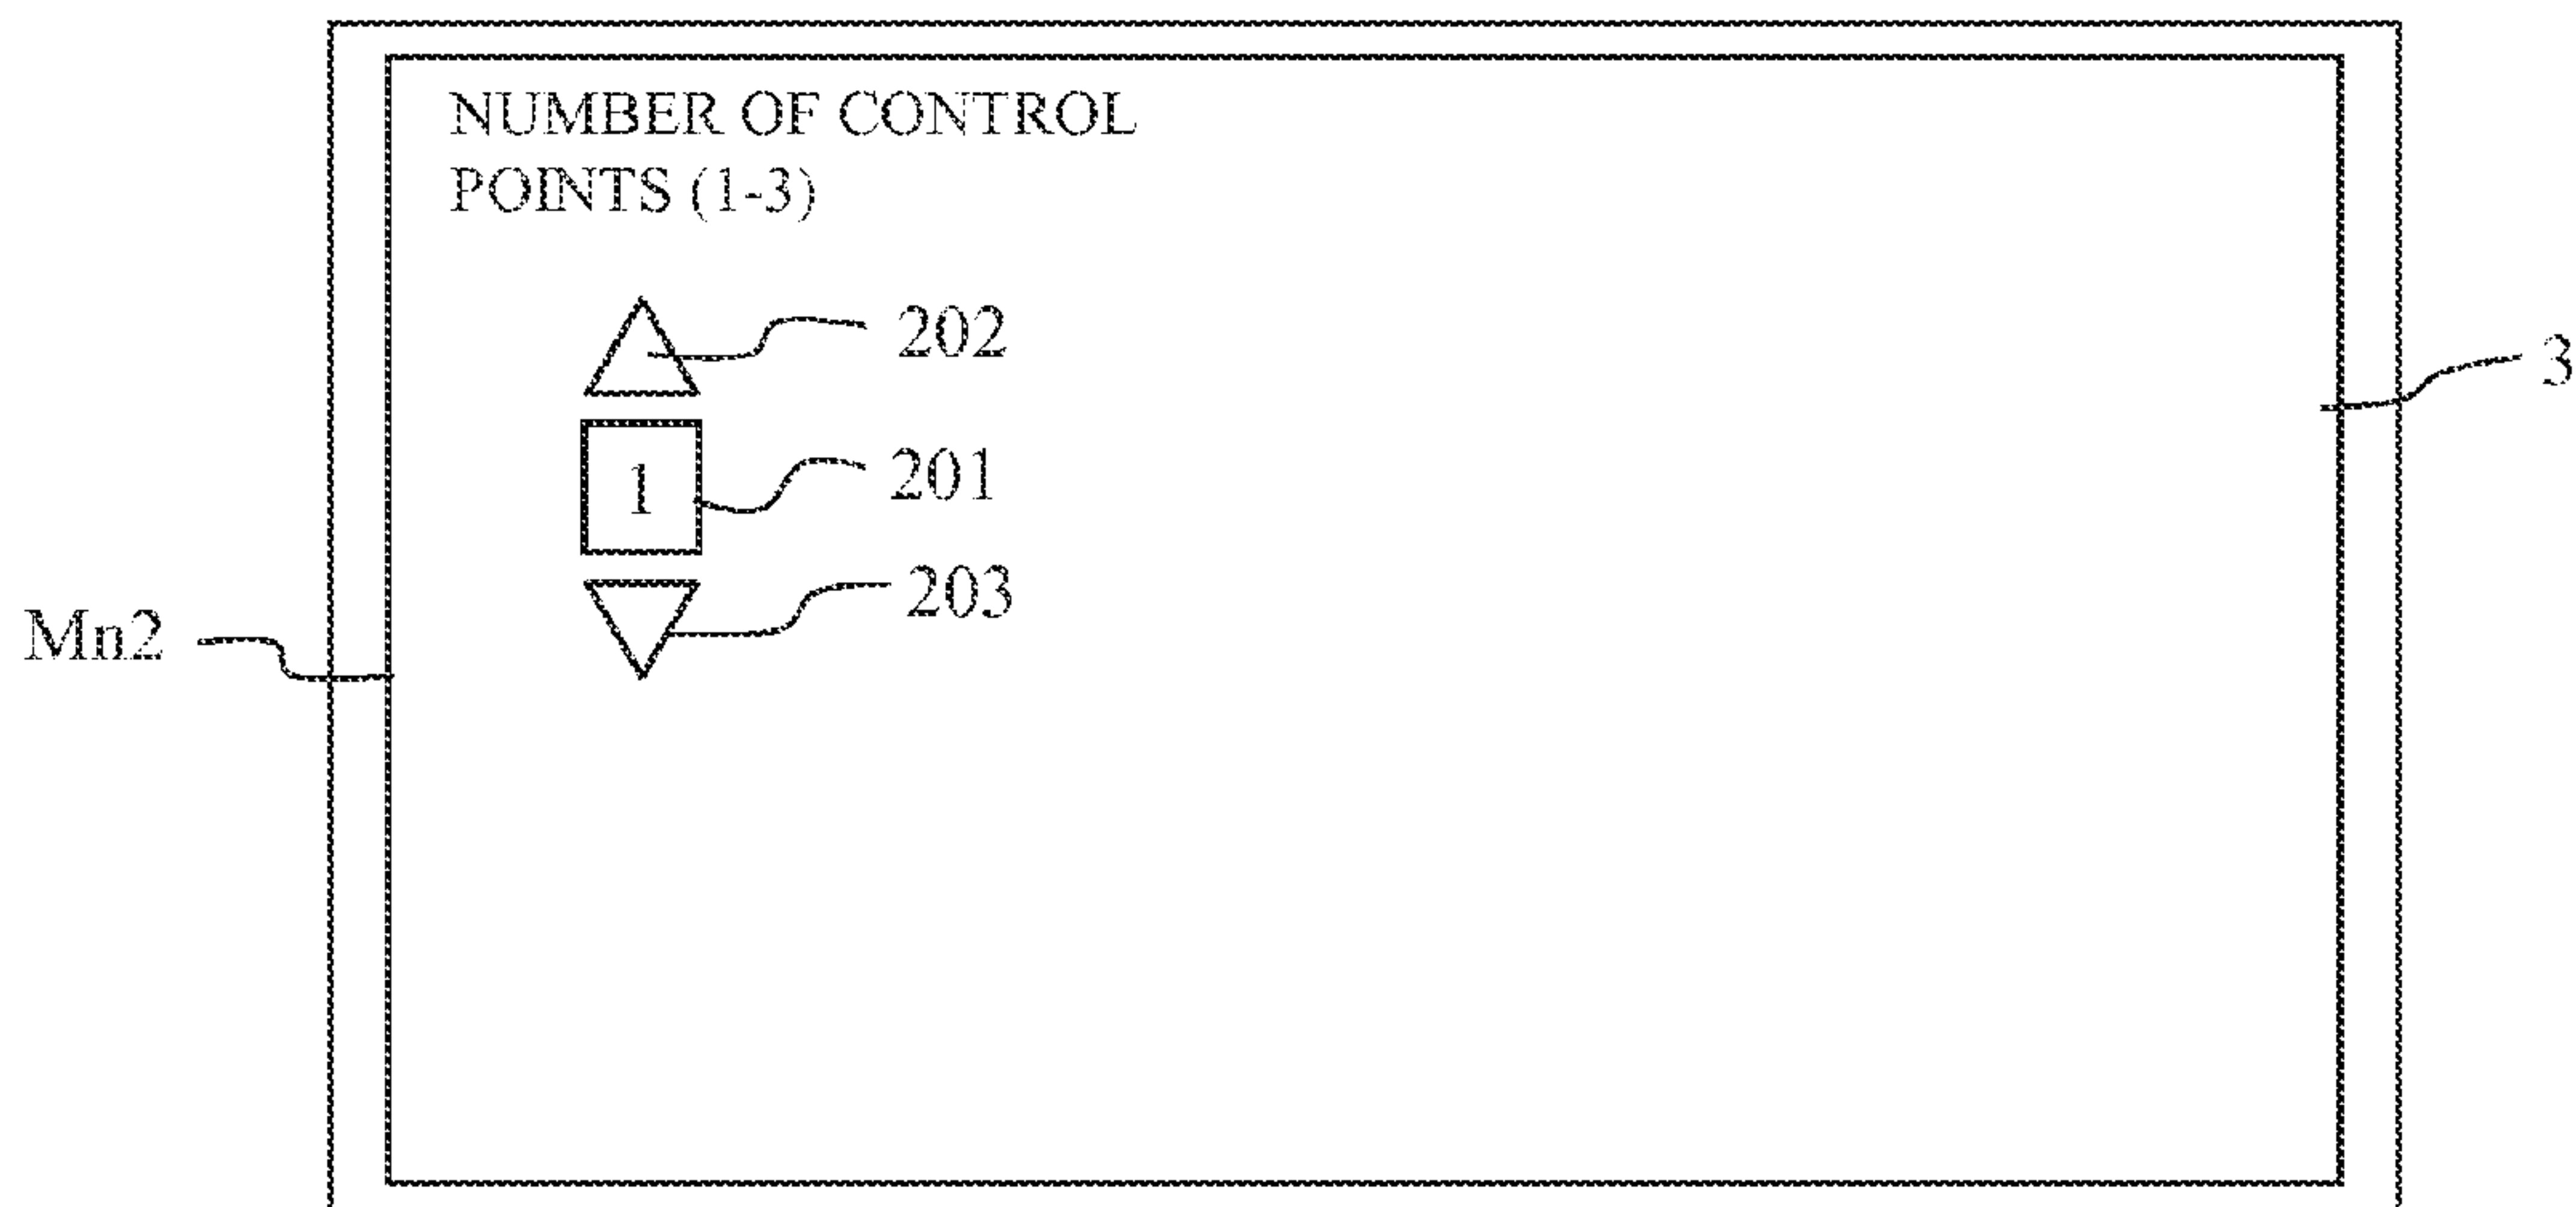 NUMBER OF CONTROL
POINTS (1-3)
202
3
1
201
203
Mn2